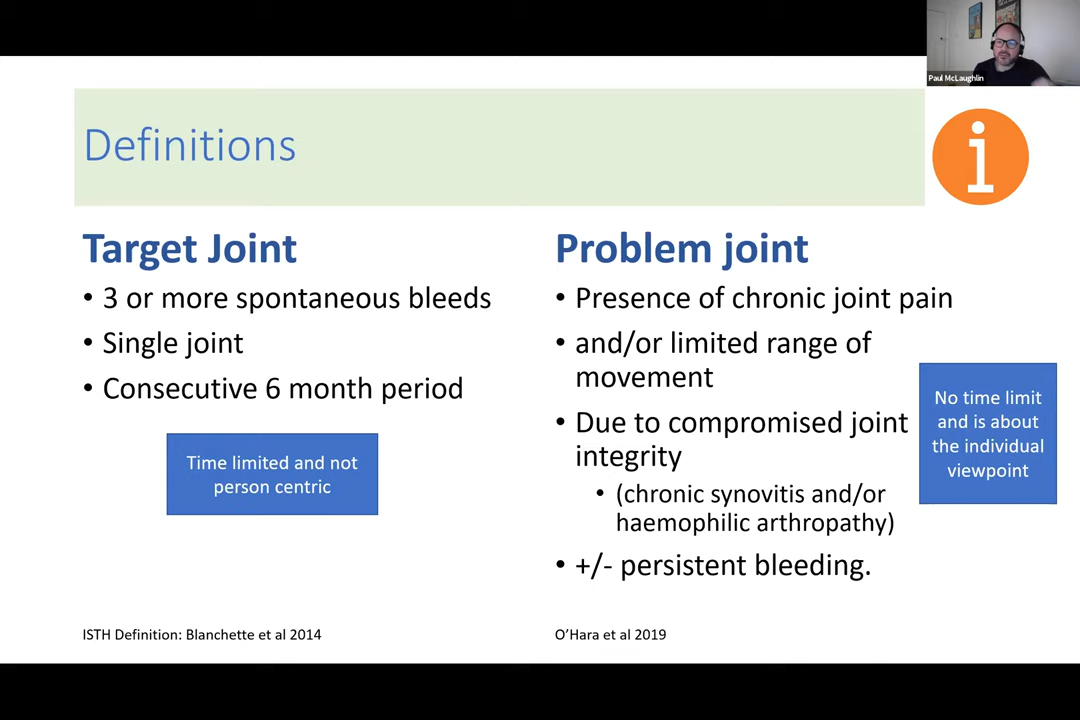 Paul McLaughlin
Definitions
i
Target Joint
• 3 or more spontaneous bleeds
• Single joint
• Consecutive 6 month period
Time limited and not
person centric
ISTH Definition: Blanchette et al 2014
Problem joint
• Presence of chronic joint pain
• and/or limited range of
movement
• Due to compromised joint
integrity
• (chronic synovitis and/or
haemophilic arthropathy)
• +/- persistent bleeding.
No time limit
and is about
the individual
viewpoint
O'Hara et al 2019